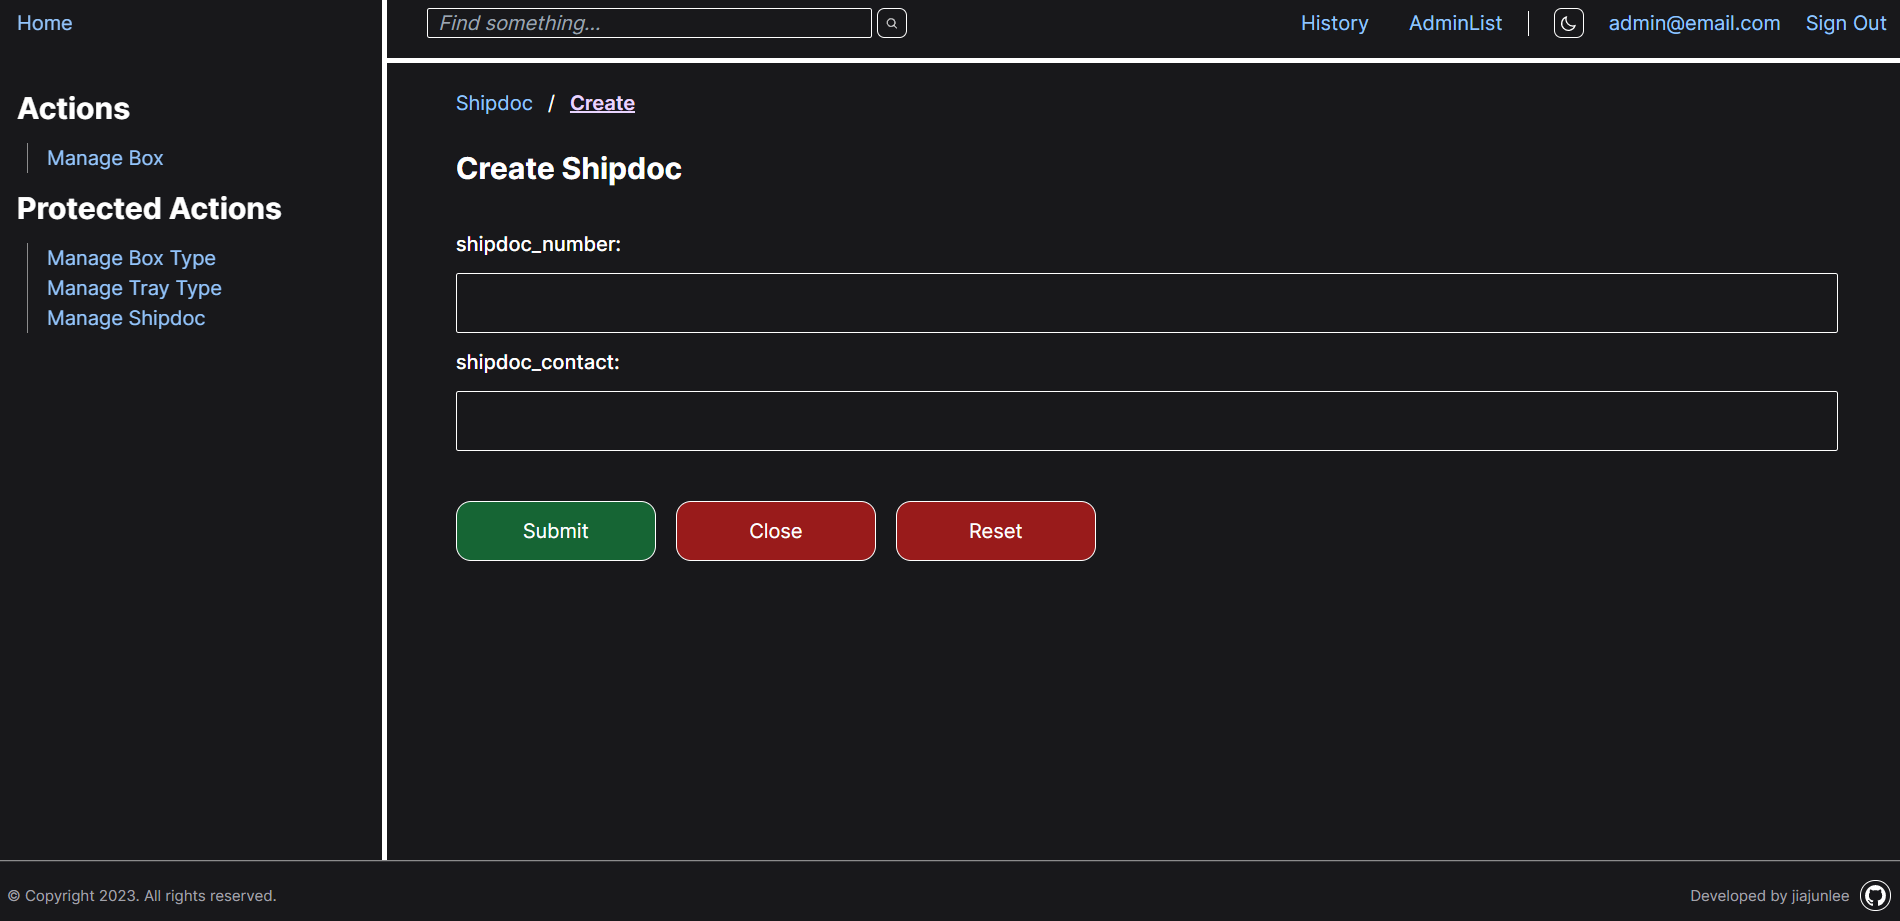 Home
Find something...
History
AdminList
admin@email.com
Sign Out
Actions
Manage Box
Protected Actions
Manage Box Type
Manage Tray Type
Manage Shipdoc
Shipdoc / Create
Create Shipdoc
shipdoc_number:
shipdoc_contact:
Submit
Close
Reset
© Copyright 2023. All rights reserved.
Developed by jiajunlee